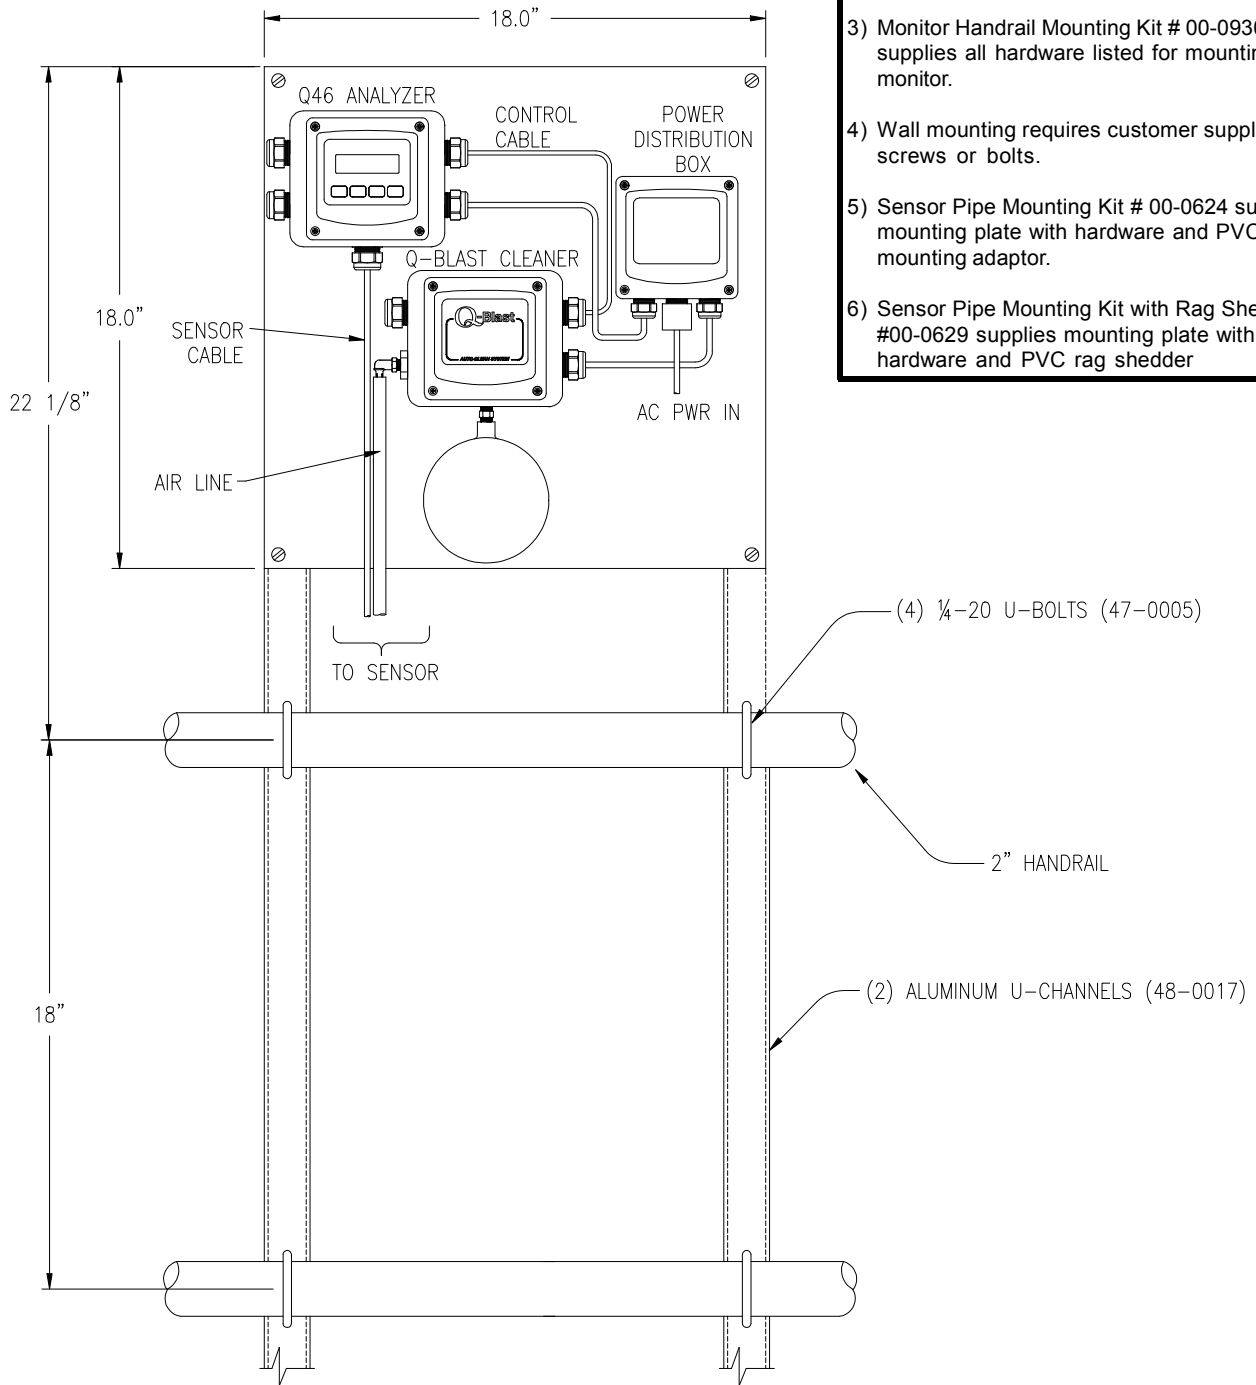 18.0"
3) Monitor Handrail Mounting Kit # 00-093
supplies all hardware listed for
monitor.
4) Wall mounting requires customer
screws or bolts.
5) Sensor Pipe Mounting Kit # 00-0624
mounting plate with hardware and PVC
mounting adaptor.
6) Sensor Pipe Mounting Kit with Rag
#00-0629 supplies mounting plate with
hardware and PVC rag shedder
Q46 ANALYZER
CONTROL
CABLE
POWER
DISTRIBUTION
BOX
Q-BLAST CLEANER
Q-Blast
AUTO-CLEAN SYSTEM
18.0"
SENSOR
CABLE
22 1/8"
AC PWR IN
AIR LINE
(4) ¼-20 U-BOLTS (47-0005)
TO SENSOR
2" HANDRAIL
(2) ALUMINUM U-CHANNELS (48-0017)
18"